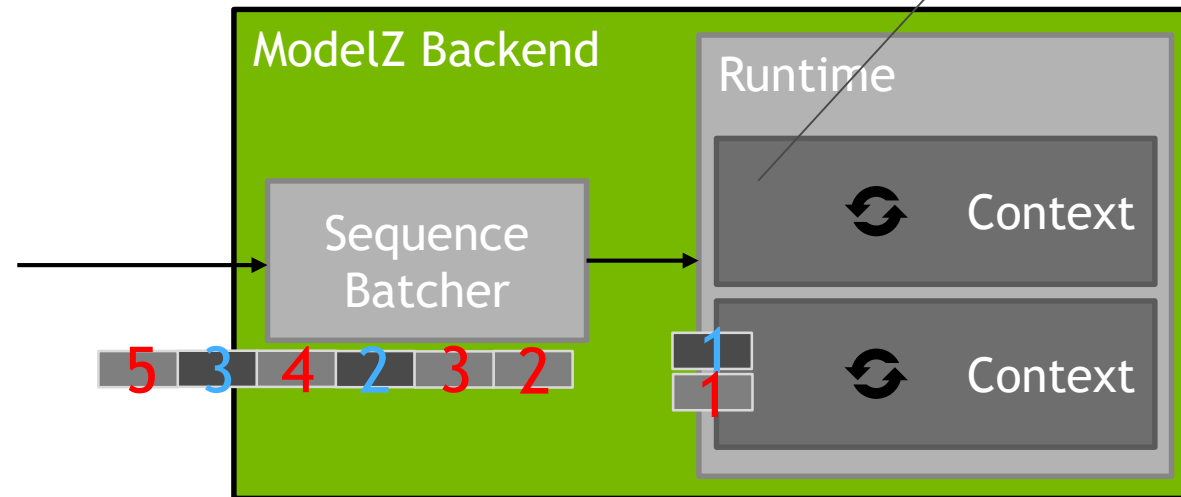 ModelZ Backend
Runtime
Context
Sequence
Batcher
1
5 3 4 2 3 2
1
Context